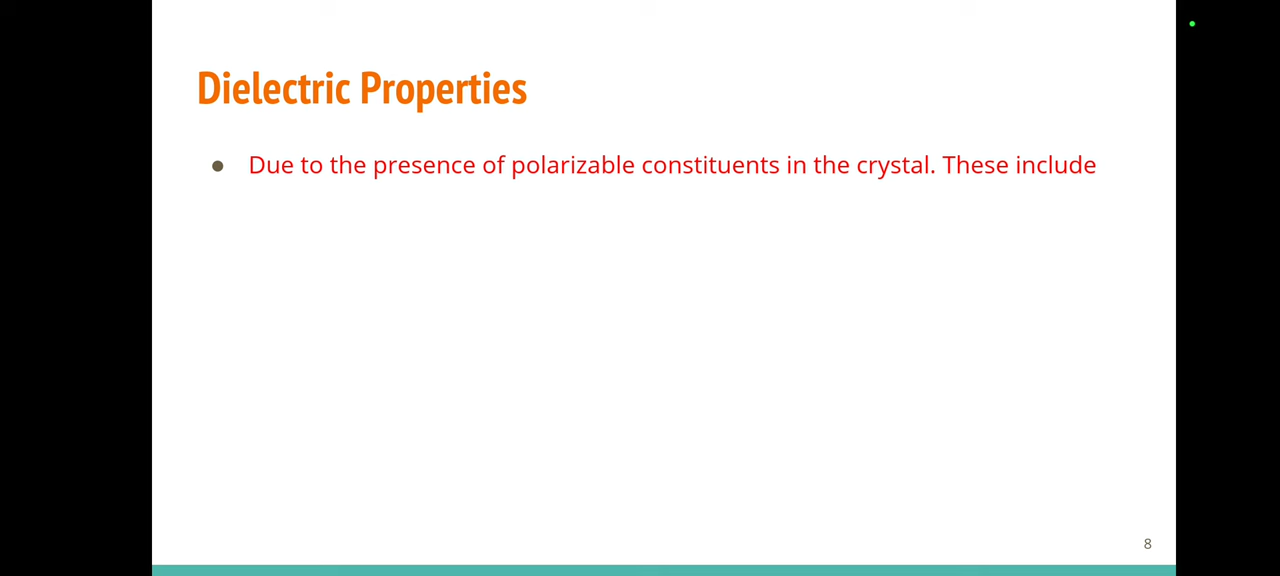 Dielectric Properties
● Due to the presence of polarizable constituents in the crystal. These include
8